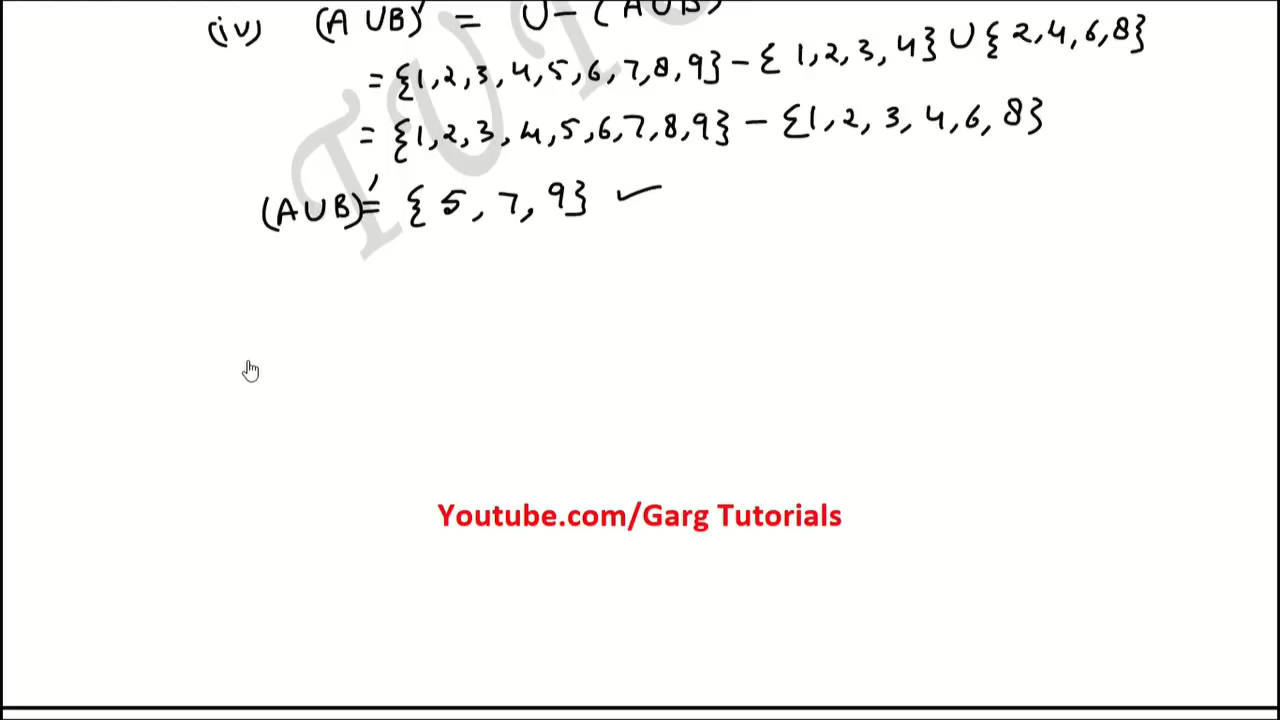 (iv) (A ∪B)' = U - (A∪B)
= {1,2,3,4,5,6,7,8,9} - {1,2,3,4} ∪ {2,4,6,8}
= {1,2,3,4,5,6,7,8,9} - {1,2,3,4,6,8}
(A∪B)' = {5,7,9} ✓
TUTO
Youtube.com/Garg Tutorials